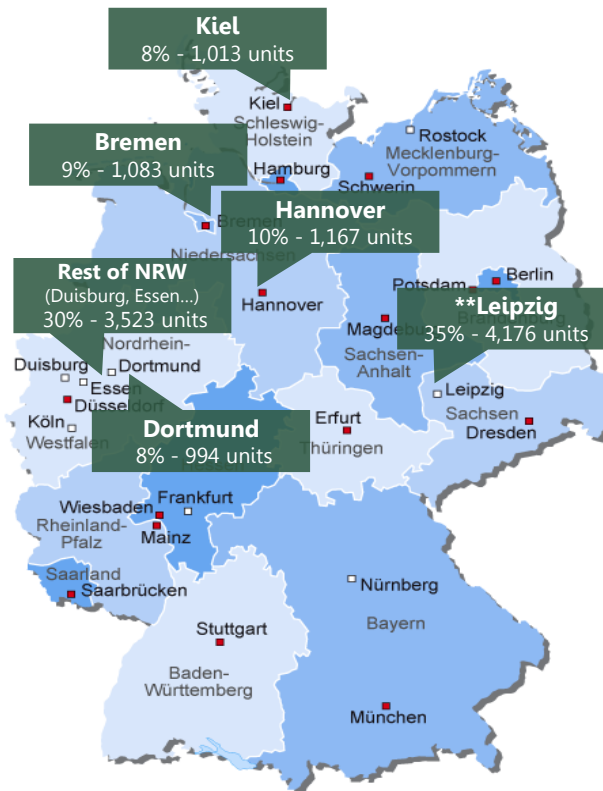 Kiel
8% - 1,013 units
Kiel
Schleswig-
Holstein
Rostock
Mecklenburg-
Vorpommern
Bremen
9% - 1,083 units
Hamburg
Schwerin
Bremen
Hannover
10% - 1,167 units
Niedersachsen
Rest of NRW
(Duisburg, Essen...)
30% - 3,523 units
Hannover
Potsdam
Berlin
Brandenburg
**Leipzig
35% - 4,176 units
Magdeburg
Sachsen-
Anhalt
Nordrhein-
Duisburg
Dortmund
Essen
Düsseldorf
Köln
Westfalen
Leipzig
Sachsen
Dresden
Erfurt
Thüringen
Dortmund
8% - 994 units
Wiesbaden
Frankfurt
Rheinland-
Pfalz
Mainz
Saarland
Saarbrücken
Nürnberg
Bayern
Stuttgart
Baden-
Württemberg
München